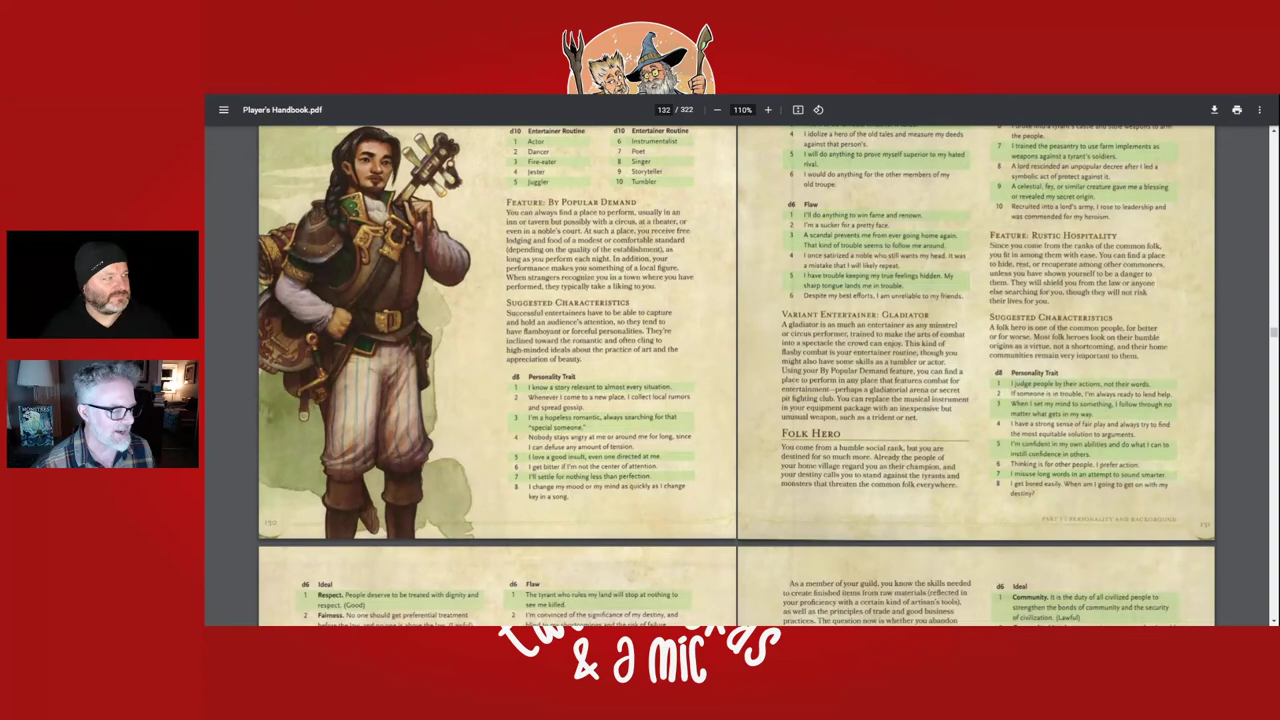 Player's Handbook.pdf
132 / 322
110%
d10 Entertainer Routine
1 Actor
2 Dancer
3 Fire-eater
4 Jester
5 Juggler
d10 Entertainer Routine
6 Instrumentalist
7 Poet
8 Singer
9 Storyteller
10 Tumbler
FEATURE: BY POPULAR DEMAND
You can always find a place to perform, usually in an
inn or tavern but possibly with a circus, at a theater, or
even in a noble's court. At such a place, you receive free
lodging and food of a modest or comfortable standard
(depending on the quality of the establishment), as
long as you perform each night. In addition, your
performance makes you something of a local figure.
When strangers recognize you in a town where you have
performed, they typically take a liking to you.
SUGGESTED CHARACTERISTICS
Successful entertainers have to be able to capture
and hold an audience's attention, so they tend to
have flamboyant or forceful personalities. They're
inclined toward the romantic and often cling to
high-minded ideals about the practice of art and the
appreciation of beauty.
d8 Personality Trait
1 I know a story relevant to almost every situation.
2 Whenever I come to a new place, I collect local rumors
and spread gossip.
3 I'm a hopeless romantic, always searching for that
"special someone."
4 Nobody stays angry at me or around me for long, since
I can defuse any amount of tension.
5 I love a good insult, even one directed at me.
6 I get bitter if I'm not the center of attention.
7 I'll settle for nothing less than perfection.
8 I change my mood or my mind as quickly as I change
key in a song.
130
4 I idolize a hero of the old tales and measure my deeds
against that person's.
5 I will do anything to prove myself superior to my hated
rival.
6 I would do anything for the other members of my
old troupe.
d6 Flaw
1 I'll do anything to win fame and renown.
2 I'm a sucker for a pretty face.
3 A scandal prevents me from ever going home again.
That kind of trouble seems to follow me around.
4 I once satirized a noble who still wants my head. It was
a mistake that I will likely repeat.
5 I have trouble keeping my true feelings hidden. My
sharp tongue lands me in trouble.
6 Despite my best efforts, I am unreliable to my friends.
VARIANT ENTERTAINER: GLADIATOR
A gladiator is as much an entertainer as any minstrel
or circus performer, trained to make the arts of combat
into a spectacle the crowd can enjoy. This kind of
flashy combat is your entertainer routine, though you
might also have some skills as a tumbler or actor.
Using your By Popular Demand feature, you can find a
place to perform in any place that features combat for
entertainment—perhaps a gladiatorial arena or secret
pit fighting club. You can replace the musical instrument
in your equipment package with an inexpensive but
unusual weapon, such as a trident or net.
FOLK HERO
You come from a humble social rank, but you are
destined for so much more. Already the people of
your home village regard you as their champion, and
your destiny calls you to stand against the tyrants and
monsters that threaten the common folk everywhere.
the people.
7 I trained the peasantry to use farm implements as
weapons against a tyrant's soldiers.
8 A lord rescinded an unpopular decree after I led a
symbolic act of protect against it.
9 A celestial, fey, or similar creature gave me a blessing
or revealed my secret origin.
10 Recruited into a lord's army, I rose to leadership and
was commended for my heroism.
FEATURE: RUSTIC HOSPITALITY
Since you come from the ranks of the common folk,
you fit in among them with ease. You can find a place
to hide, rest, or recuperate among other commoners,
unless you have shown yourself to be a danger to
them. They will shield you from the law or anyone
else searching for you, though they will not risk
their lives for you.
SUGGESTED CHARACTERISTICS
A folk hero is one of the common people, for better
or for worse. Most folk heroes look on their humble
origins as a virtue, not a shortcoming, and their home
communities remain very important to them.
d8 Personality Trait
1 I judge people by their actions, not their words.
2 If someone is in trouble, I'm always ready to lend help.
3 When I set my mind to something, I follow through no
matter what gets in my way.
4 I have a strong sense of fair play and always try to find
the most equitable solution to arguments.
5 I'm confident in my own abilities and do what I can to
instill confidence in others.
6 Thinking is for other people. I prefer action.
7 I misuse long words in an attempt to sound smarter.
8 I get bored easily. When am I going to get on with my
destiny?
PART 1 | PERSONALITY AND BACKGROUND
131
d6 Ideal
1 Respect. People deserve to be treated with dignity and
respect. (Good)
2 Fairness. No one should get preferential treatment
d6 Flaw
1 The tyrant who rules my land will stop at nothing to
see me killed.
2 I'm convinced of the significance of my destiny, and
As a member of your guild, you know the skills needed
to create finished items from raw materials (reflected
in your proficiency with a certain kind of artisan's tools),
as well as the principles of trade and good business
practices. The question now is whether you abandon
d6 Ideal
1 Community. It is the duty of all civilized people to
strengthen the bonds of community and the security
of civilization. (Lawful)
MONSTERS
& a mic